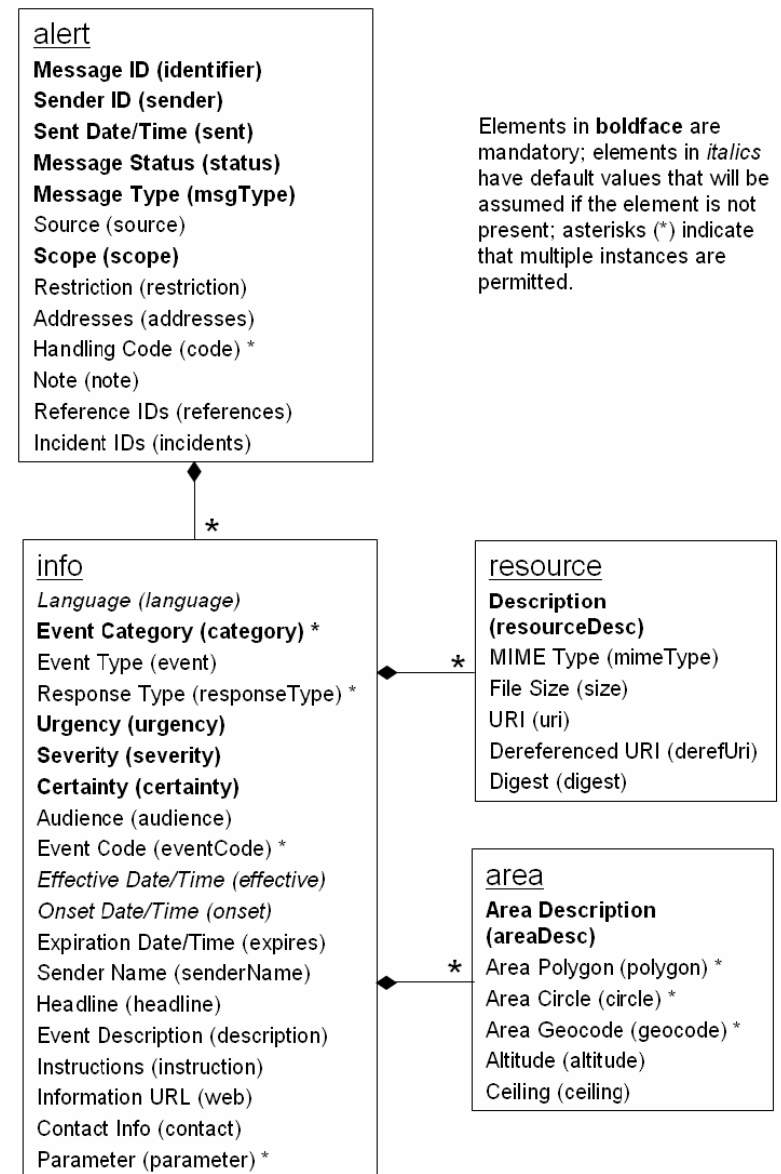 alert
Message ID (identifier)
Sender ID (sender)
Sent Date/Time (sent)
Message Status (status)
Message Type (msgType)
Source (source)
Scope (scope)
Restriction (restriction)
Addresses (addresses)
Handling Code (code) *
Note (note)
Reference IDs (references)
Incident IDs (incidents)
Elements in boldface are
mandatory; elements in italics
have default values that will be
assumed if the element is not
present; asterisks (*) indicate
that multiple instances are
permitted.
*
info
Language (language)
Event Category (category) *
Event Type (event)
Response Type (responseType) *
Urgency (urgency)
Severity (severity)
Certainty (certainty)
Audience (audience)
Event Code (eventCode) *
Effective Date/Time (effective)
Onset Date/Time (onset)
Expiration Date/Time (expires)
Sender Name (senderName)
Headline (headline)
Event Description (description)
Instructions (instruction)
Information URL (web)
Contact Info (contact)
Parameter (parameter) *
*
resource
Description
(resourceDesc)
MIME Type (mimeType)
File Size (size)
URI (uri)
Dereferenced URI (derefUri)
Digest (digest)
*
area
Area Description
(areaDesc)
Area Polygon (polygon) *
Area Circle (circle) *
Area Geocode (geocode) *
Altitude (altitude)
Ceiling (ceiling)